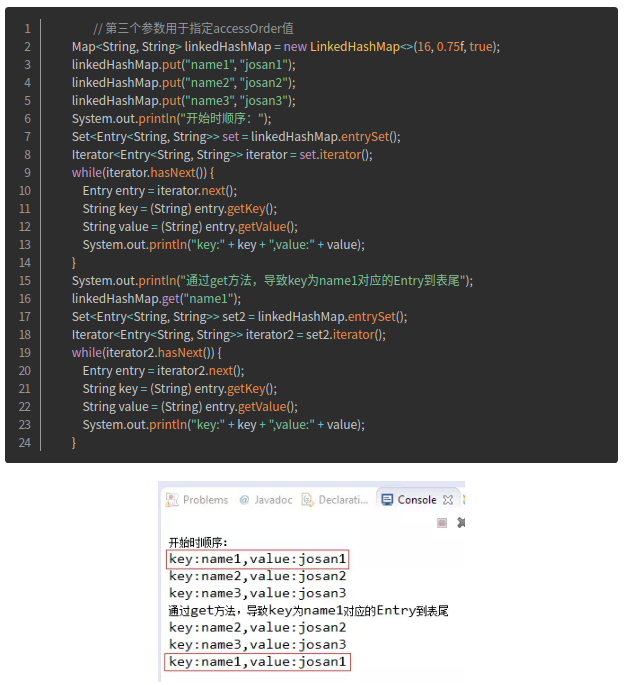 1 // 第三个参数用于指定accessOrder值
2 Map<String, String> linkedHashMap = new LinkedHashMap<>(16, 0.75f, true);
3 linkedHashMap.put("name1", "josan1");
4 linkedHashMap.put("name2", "josan2");
5 linkedHashMap.put("name3", "josan3");
6 System.out.println("开始时顺序：");
7 Set<Entry<String, String>> set = linkedHashMap.entrySet();
8 Iterator<Entry<String, String>> iterator = set.iterator();
9 while(iterator.hasNext()) {
10 Entry entry = iterator.next();
11 String key = (String) entry.getKey();
12 String value = (String) entry.getValue();
13 System.out.println("key:" + key + ",value:" + value);
14 }
15 System.out.println("通过get方法，导致key为name1对应的Entry到表尾");
16 linkedHashMap.get("name1");
17 Set<Entry<String, String>> set2 = linkedHashMap.entrySet();
18 Iterator<Entry<String, String>> iterator2 = set2.iterator();
19 while(iterator2.hasNext()) {
20 Entry entry = iterator2.next();
21 String key = (String) entry.getKey();
22 String value = (String) entry.getValue();
23 System.out.println("key:" + key + ",value:" + value);
24 }
Problems @ Javadoc Declarati... Console
开始时顺序：
key:name1,value:josan1
key:name2,value:josan2
key:name3,value:josan3
通过get方法，导致key为name1对应的Entry到表尾
key:name2,value:josan2
key:name3,value:josan3
key:name1,value:josan1